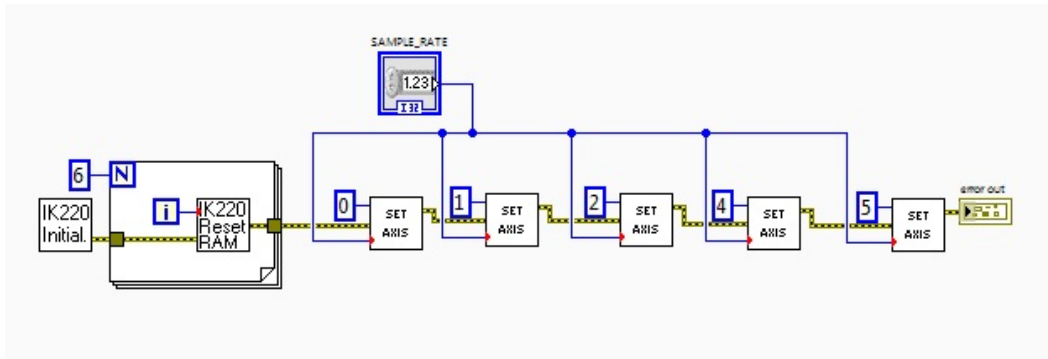 SAMPLE_RATE
1.23
I32
6
N
IK220
Initial.
i
IK220
Reset
RAM
0
SET
AXIS
1
SET
AXIS
2
SET
AXIS
4
SET
AXIS
5
SET
AXIS
error out